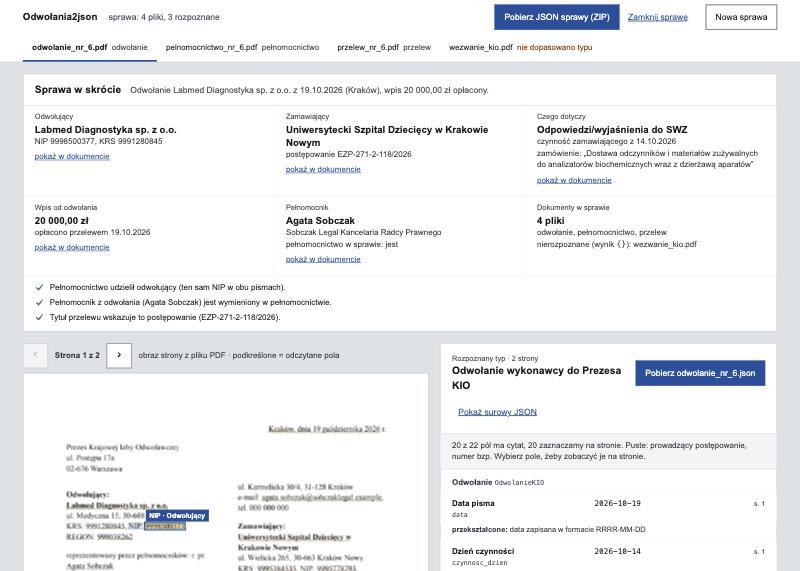 Odwołania2json sprawa: 4 pliki, 3 rozpoznane Pobierz JSON sprawy (ZIP) Zamknij sprawę Nowa sprawa
odwolanie_nr_6.pdf odwołanie pelnomocnictwo_nr_6.pdf pełnomocnictwo przelew_nr_6.pdf przelew wezwanie_kio.pdf nie dopasowano typu
Sprawa w skrócie Odwołanie Labmed Diagnostyka sp. z o.o. z 19.10.2026 (Kraków), wpis 20 000,00 zł opłacony.
Odwołujący
Labmed Diagnostyka sp. z o.o.
NIP 9998500377, KRS 9991280845
pokaż w dokumencie
Zamawiający
Uniwersytecki Szpital Dziecięcy w Krakowie
Nowym
postępowanie EZP-271-2-118/2026
pokaż w dokumencie
Czego dotyczy
Odpowiedzi/wyjaśnienia do SWZ
czynność zamawiającego z 14.10.2026
zamówienie: „Dostawa odczynników i materiałów zużywalnych
do analizatorów biochemicznych wraz z dzierżawą aparatów”
pokaż w dokumencie
Wpis od odwołania
20 000,00 zł
opłacono przelewem 19.10.2026
pokaż w dokumencie
Pełnomocnik
Agata Sobczak
Sobczak Legal Kancelaria Radcy Prawnego
pełnomocnictwo w sprawie: jest
pokaż w dokumencie
Dokumenty w sprawie
4 pliki
odwołanie, pełnomocnictwo, przelew
nierozpoznane (wynik {}): wezwanie_kio.pdf
Pełnomocnictwo udzielił odwołujący (ten sam NIP w obu pismach).
Pełnomocnik z odwołania (Agata Sobczak) jest wymieniony w pełnomocnictwie.
Tytuł przelewu wskazuje to postępowanie (EZP-271-2-118/2026).
‹ Strona 1 z 2 › obraz strony z pliku PDF · podkreślone = odczytane pola
Kraków, dnia 19 października 2026 r.
Prezes Krajowej Izby Odwoławczej
ul. Postępu 17a
02-676 Warszawa
Odwołujący:
Labmed Diagnostyka sp. z o.o.
ul. Medyczna 15, 30-688
NIP · Odwołujący
KRS: 9991280845, NIP: 9998500377
REGON: 999038262
reprezentowany przez pełnomocników: r. pr.
Agata Sobczak
ul. Karmelicka 30/4, 31-128 Kraków
e-mail: agata.sobczak@sobczaklegal.example,
tel. 000 000 000
Zamawiający:
Uniwersytecki Szpital Dziecięcy w
Krakowie Nowym
ul. Wielicka 265, 30-663 Kraków Nowy
KRS: 9995384535, NIP: 9995778293,
Rozpoznany typ · 2 strony
Odwołanie wykonawcy do Prezesa
KIO
Pobierz odwolanie_nr_6.json
Pokaż surowy JSON
20 z 22 pól ma cytat, 20 zaznaczamy na stronie. Puste: prowadzący postępowanie,
numer bzp. Wybierz pole, żeby zobaczyć je na stronie.
Odwołanie OdwolanieKIO
Data pisma 2026-10-19 s. 1
data
przekształcone: data zapisana w formacie RRRR-MM-DD
Dzień czynności 2026-10-14 s. 1
czynnosc_dzien